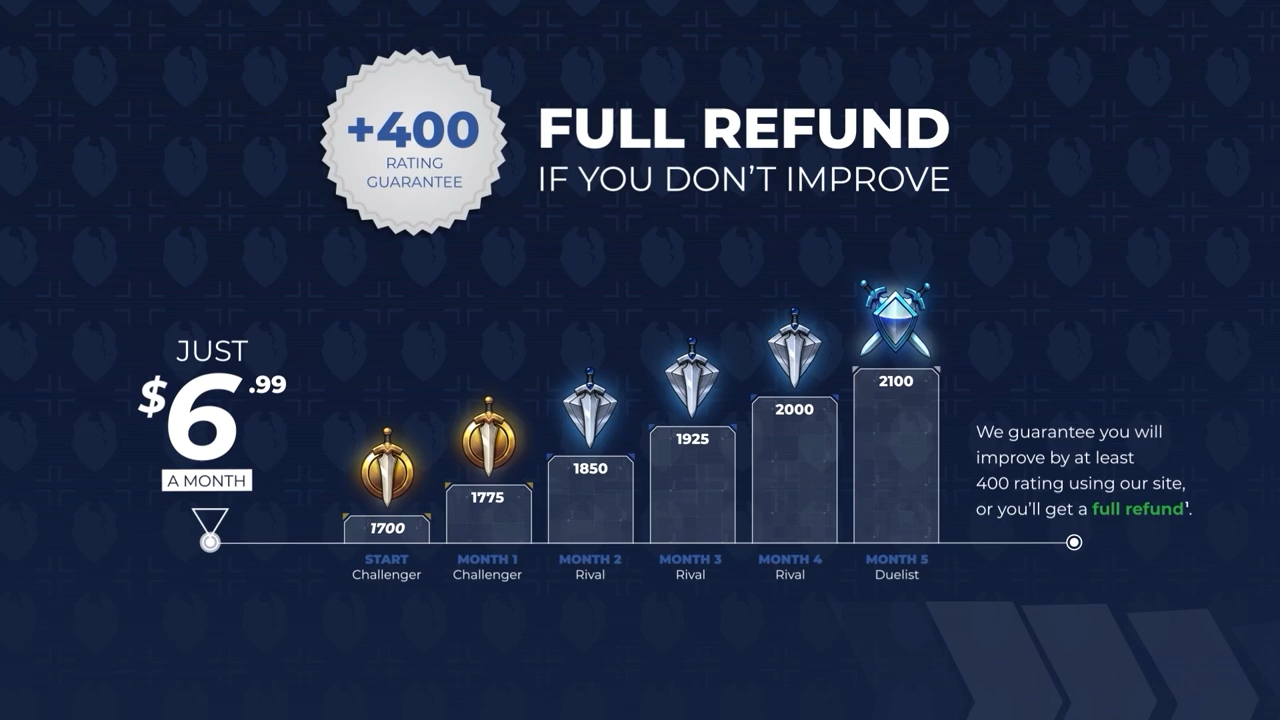 +400
RATING
GUARANTEE
FULL REFUND
IF YOU DON'T IMPROVE
JUST
$6.99
A MONTH
1700
1775
1850
1925
2000
2100
START
Challenger
MONTH 1
Challenger
MONTH 2
Rival
MONTH 3
Rival
MONTH 4
Rival
MONTH 5
Duelist
We guarantee you will
improve by at least
400 rating using our site,
or you'll get a full refund¹.